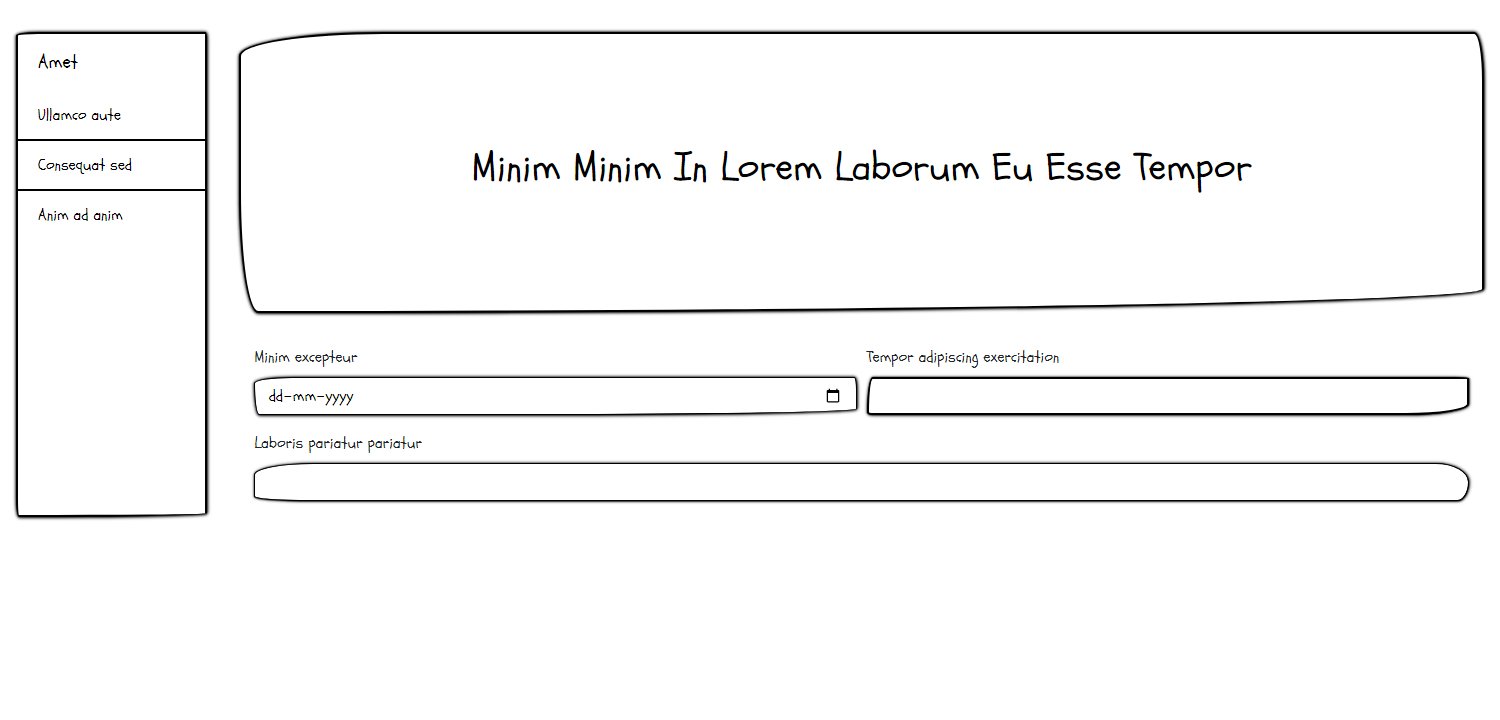 Amet
Ullamco aute
Consequat sed
Anim ad anim
Minim Minim In Lorem Laborum Eu Esse Tempor
Minim excepteur
Tempor adipiscing exercitation
dd-mm-yyyy
Laboris pariatur pariatur